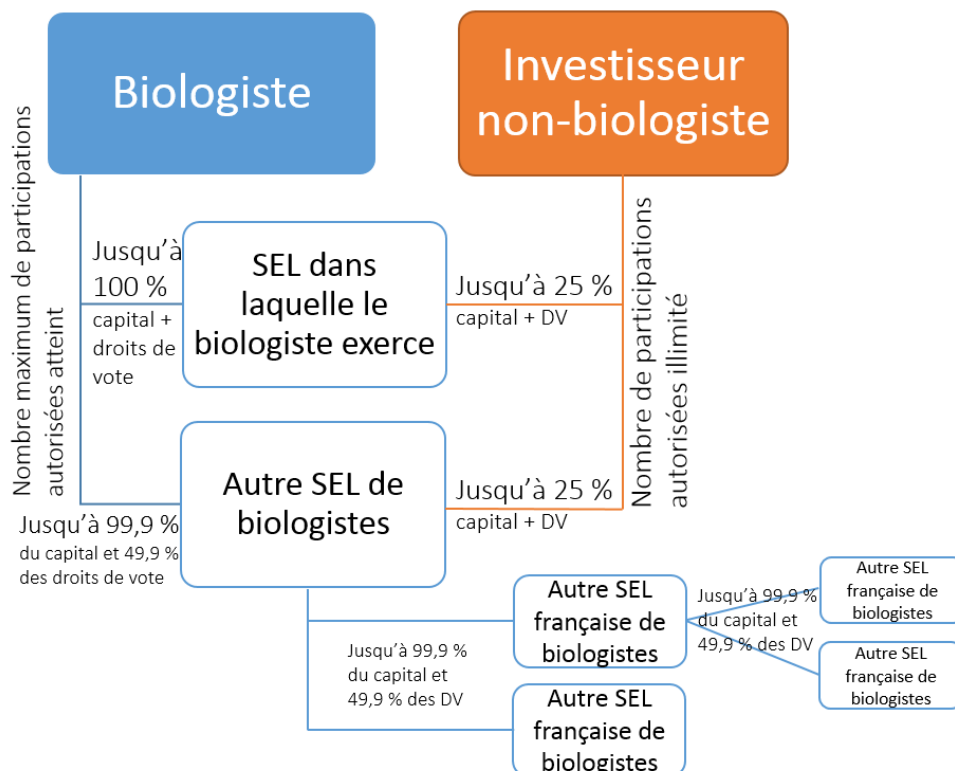 Biologiste
Investisseur
non-biologiste
Nombre maximum de participations
autorisées atteint
Jusqu'à
100 %
capital +
droits de
vote
SEL dans
laquelle le
biologiste exerce
Jusqu'à 25 %
capital + DV
Nombre de participations
autorisées illimité
Jusqu'à 99,9 %
du capital et 49,9 %
des droits de vote
Autre SEL de
biologistes
Jusqu'à 25 %
capital + DV
Jusqu'à 99,9 %
du capital et
49,9 % des DV
Autre SEL
française de
biologistes
Autre SEL
française de
biologistes
Jusqu'à 99,9 %
du capital et
49,9 % des DV
Autre SEL
française de
biologistes
Autre SEL
française de
biologistes